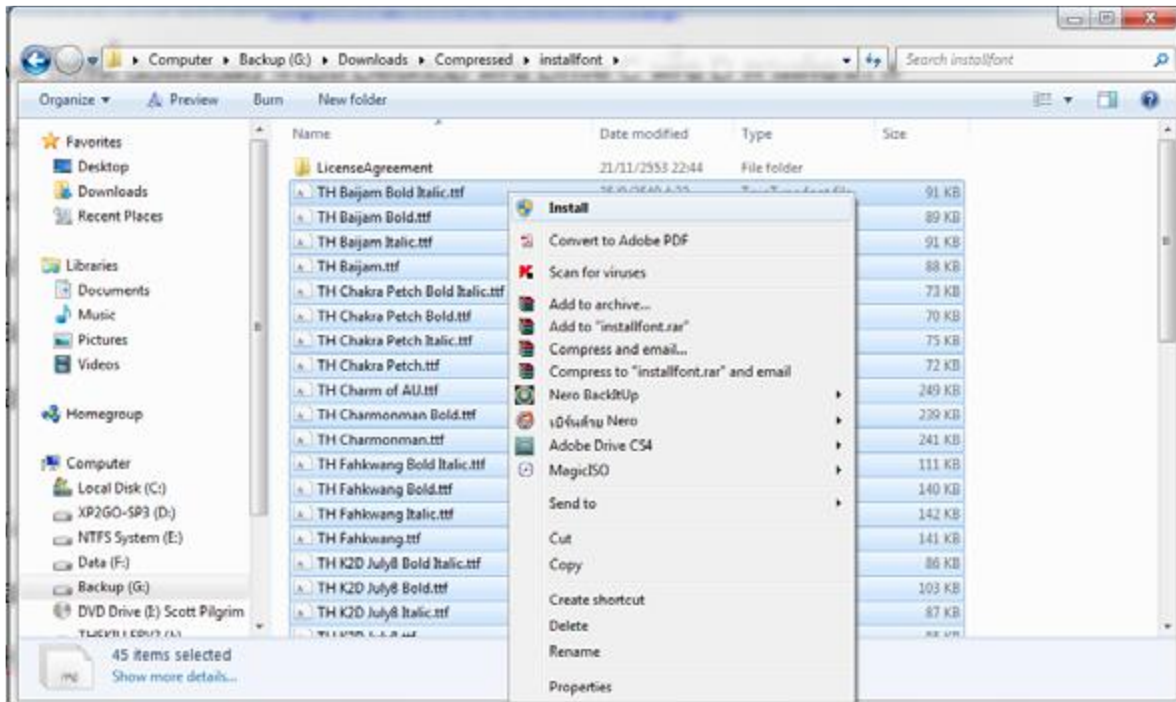 Computer ▸ Backup (G:) ▸ Downloads ▸ Compressed ▸ installfont ▸
Search installfont
Organize Preview Burn New folder
Favorites
Desktop
Downloads
Recent Places
Libraries
Documents
Music
Pictures
Videos
Homegroup
Computer
Local Disk (C:)
XP2GO-SP3 (D:)
NTFS System (E:)
Data (F:)
Backup (G:)
DVD Drive (I:) Scott Pilgrim
Name Date modified Type Size
LicenseAgreement 21/11/2553 22:44 File folder
TH Baijam Bold Italic.ttf 91 KB
TH Baijam Bold.ttf 89 KB
TH Baijam Italic.ttf 91 KB
TH Baijam.ttf 88 KB
TH Chakra Petch Bold Italic.ttf 73 KB
TH Chakra Petch Bold.ttf 70 KB
TH Chakra Petch Italic.ttf 75 KB
TH Chakra Petch.ttf 72 KB
TH Charm of AU.ttf 249 KB
TH Charmonman Bold.ttf 239 KB
TH Charmonman.ttf 241 KB
TH Fahkwang Bold Italic.ttf 111 KB
TH Fahkwang Bold.ttf 140 KB
TH Fahkwang Italic.ttf 142 KB
TH Fahkwang.ttf 141 KB
TH K2D July8 Bold Italic.ttf 86 KB
TH K2D July8 Bold.ttf 103 KB
TH K2D July8 Italic.ttf 87 KB
Install
Convert to Adobe PDF
Scan for viruses
Add to archive...
Add to "installfont.rar"
Compress and email...
Compress to "installfont.rar" and email
Nero BackItUp
Nero
Adobe Drive CS4
MagicISO
Send to
Cut
Copy
Create shortcut
Delete
Rename
Properties
45 items selected
Show more details...